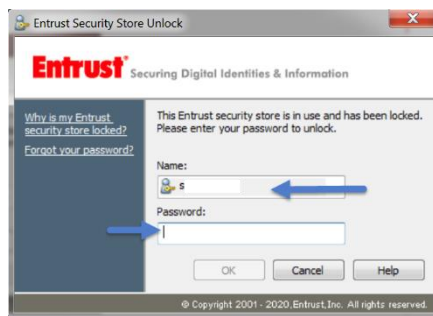 Entrust Security Store Unlock
Entrust Securing Digital Identities & Information
Why is my Entrust
security store locked?
Forgot your password?
This Entrust security store is in use and has been locked.
Please enter your password to unlock.
Name:
s
Password:
OK Cancel Help
© Copyright 2001 - 2020, Entrust, Inc. All rights reserved.